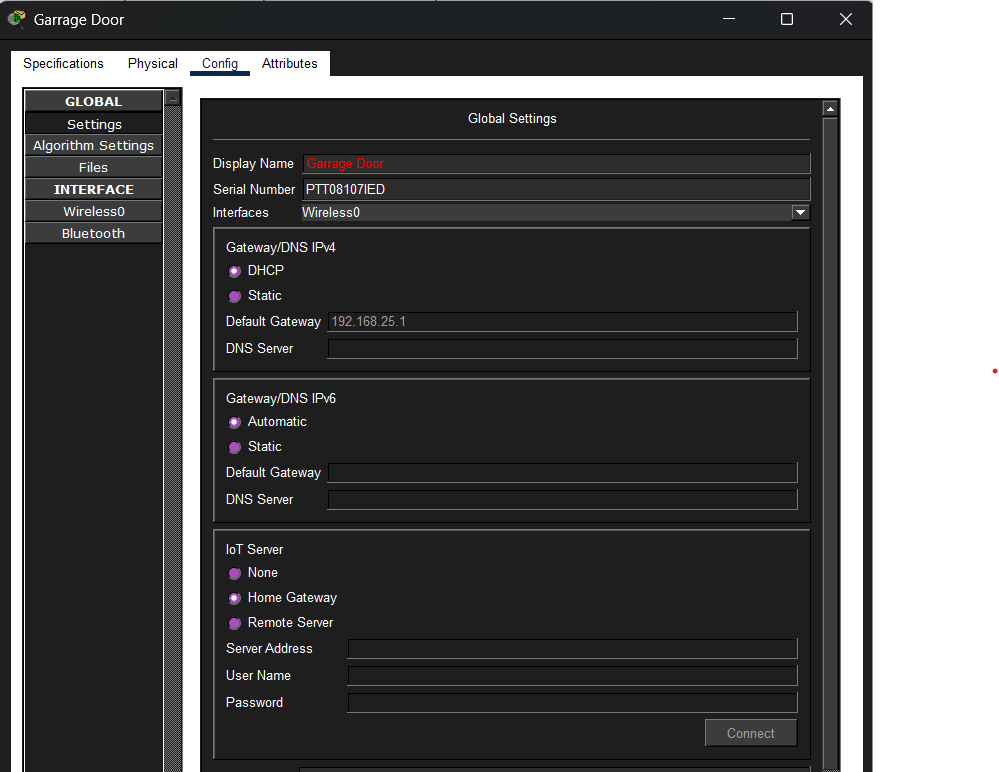 Garrage Door
Specifications Physical Config Attributes
GLOBAL
Settings
Algorithm Settings
Files
INTERFACE
Wireless0
Bluetooth
Global Settings
Display Name Garrage Door
Serial Number PTT08107IED
Interfaces Wireless0
Gateway/DNS IPv4
DHCP
Static
Default Gateway 192.168.25.1
DNS Server
Gateway/DNS IPv6
Automatic
Static
Default Gateway
DNS Server
IoT Server
None
Home Gateway
Remote Server
Server Address
User Name
Password
Connect